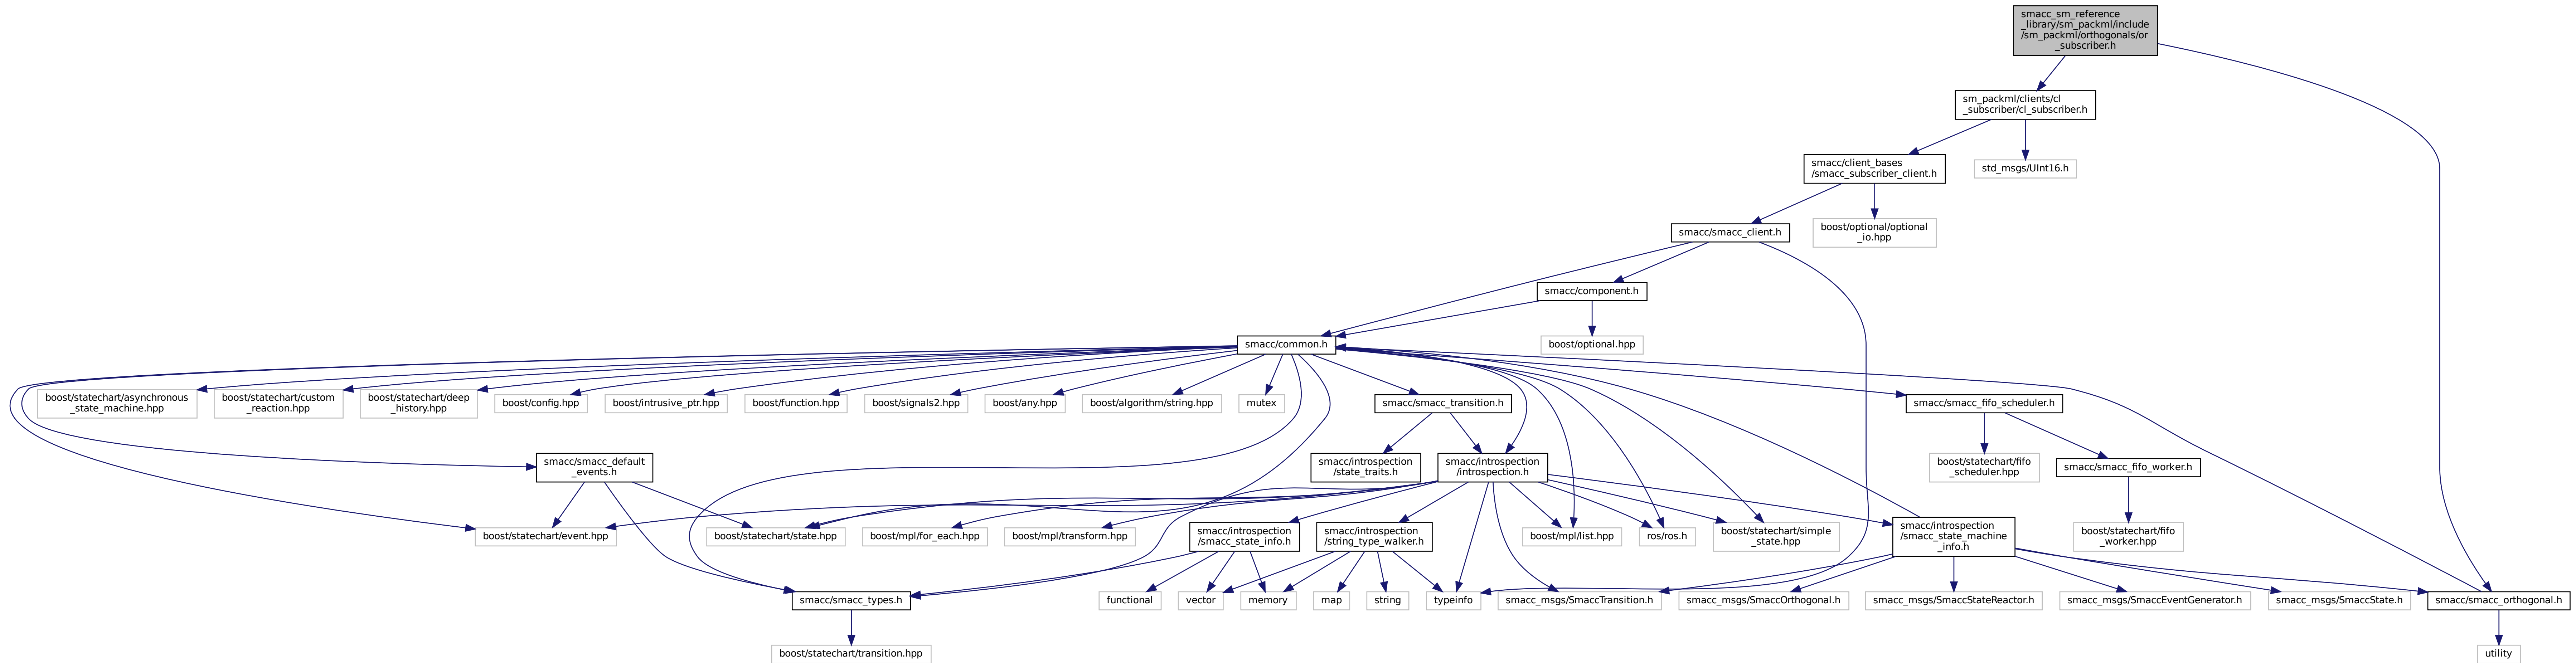 smacc_sm_reference
_library/sm_packml/include
/sm_packml/orthogonals/or
_subscriber.h
sm_packml/clients/cl
_subscriber/cl_subscriber.h
smacc/client_bases
/smacc_subscriber_client.h
std_msgs/UInt16.h
smacc/smacc_client.h
boost/optional/optional
_io.hpp
smacc/component.h
smacc/common.h
boost/optional.hpp
boost/statechart/asynchronous
_state_machine.hpp
boost/statechart/custom
_reaction.hpp
boost/statechart/deep
_history.hpp
boost/config.hpp
boost/intrusive_ptr.hpp
boost/function.hpp
boost/signals2.hpp
boost/any.hpp
boost/algorithm/string.hpp
mutex
smacc/smacc_transition.h
smacc/smacc_fifo_scheduler.h
smacc/smacc_default
_events.h
smacc/introspection
/state_traits.h
smacc/introspection
/introspection.h
boost/statechart/fifo
_scheduler.hpp
smacc/smacc_fifo_worker.h
boost/statechart/event.hpp
boost/statechart/state.hpp
boost/mpl/for_each.hpp
boost/mpl/transform.hpp
smacc/introspection
/smacc_state_info.h
smacc/introspection
/string_type_walker.h
boost/mpl/list.hpp
ros/ros.h
boost/statechart/simple
_state.hpp
smacc/introspection
/smacc_state_machine
_info.h
boost/statechart/fifo
_worker.hpp
smacc/smacc_types.h
functional
vector
memory
map
string
typeinfo
smacc_msgs/SmaccTransition.h
smacc_msgs/SmaccOrthogonal.h
smacc_msgs/SmaccStateReactor.h
smacc_msgs/SmaccEventGenerator.h
smacc_msgs/SmaccState.h
smacc/smacc_orthogonal.h
boost/statechart/transition.hpp
utility